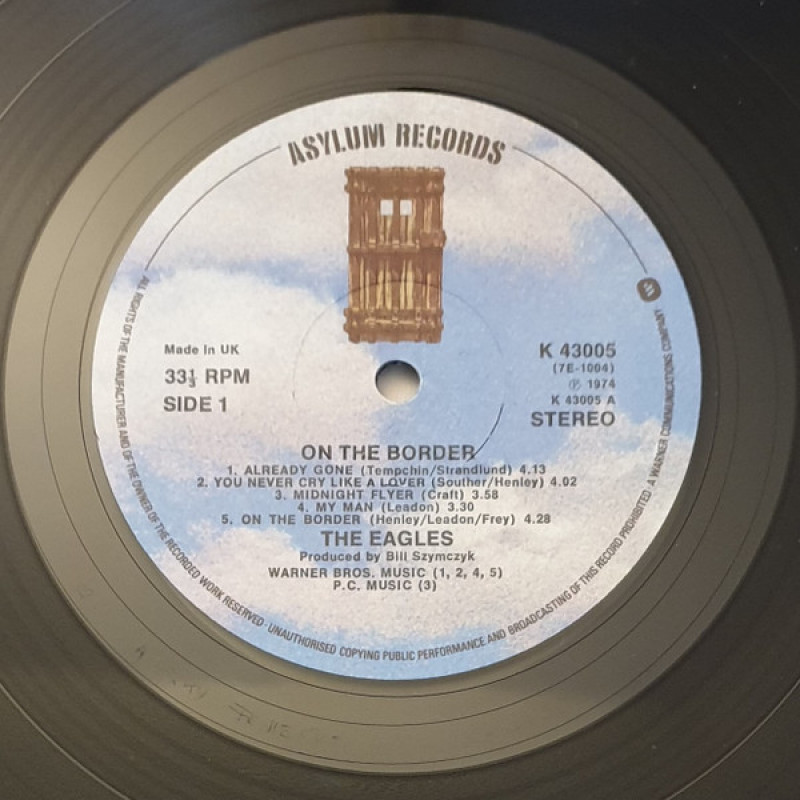 ASYLUM RECORDS
Made In UK
33⅓ RPM
SIDE 1
K 43005
(7E-1004)
℗ 1974
K 43005 A
STEREO
ON THE BORDER
1. ALREADY GONE (Tempchin/Strandlund) 4.13
2. YOU NEVER CRY LIKE A LOVER (Souther/Henley) 4.02
3. MIDNIGHT FLYER (Craft) 3.58
4. MY MAN (Leadon) 3.30
5. ON THE BORDER (Henley/Leadon/Frey) 4.28
THE EAGLES
Produced by Bill Szymczyk
WARNER BROS. MUSIC (1, 2, 4, 5)
P.C. MUSIC (3)
ALL RIGHTS OF THE MANUFACTURER AND OF THE OWNER OF THE RECORDED WORK RESERVED · UNAUTHORISED COPYING PUBLIC PERFORMANCE AND BROADCASTING OF THIS RECORD PROHIBITED · A WARNER COMMUNICATIONS COMPANY